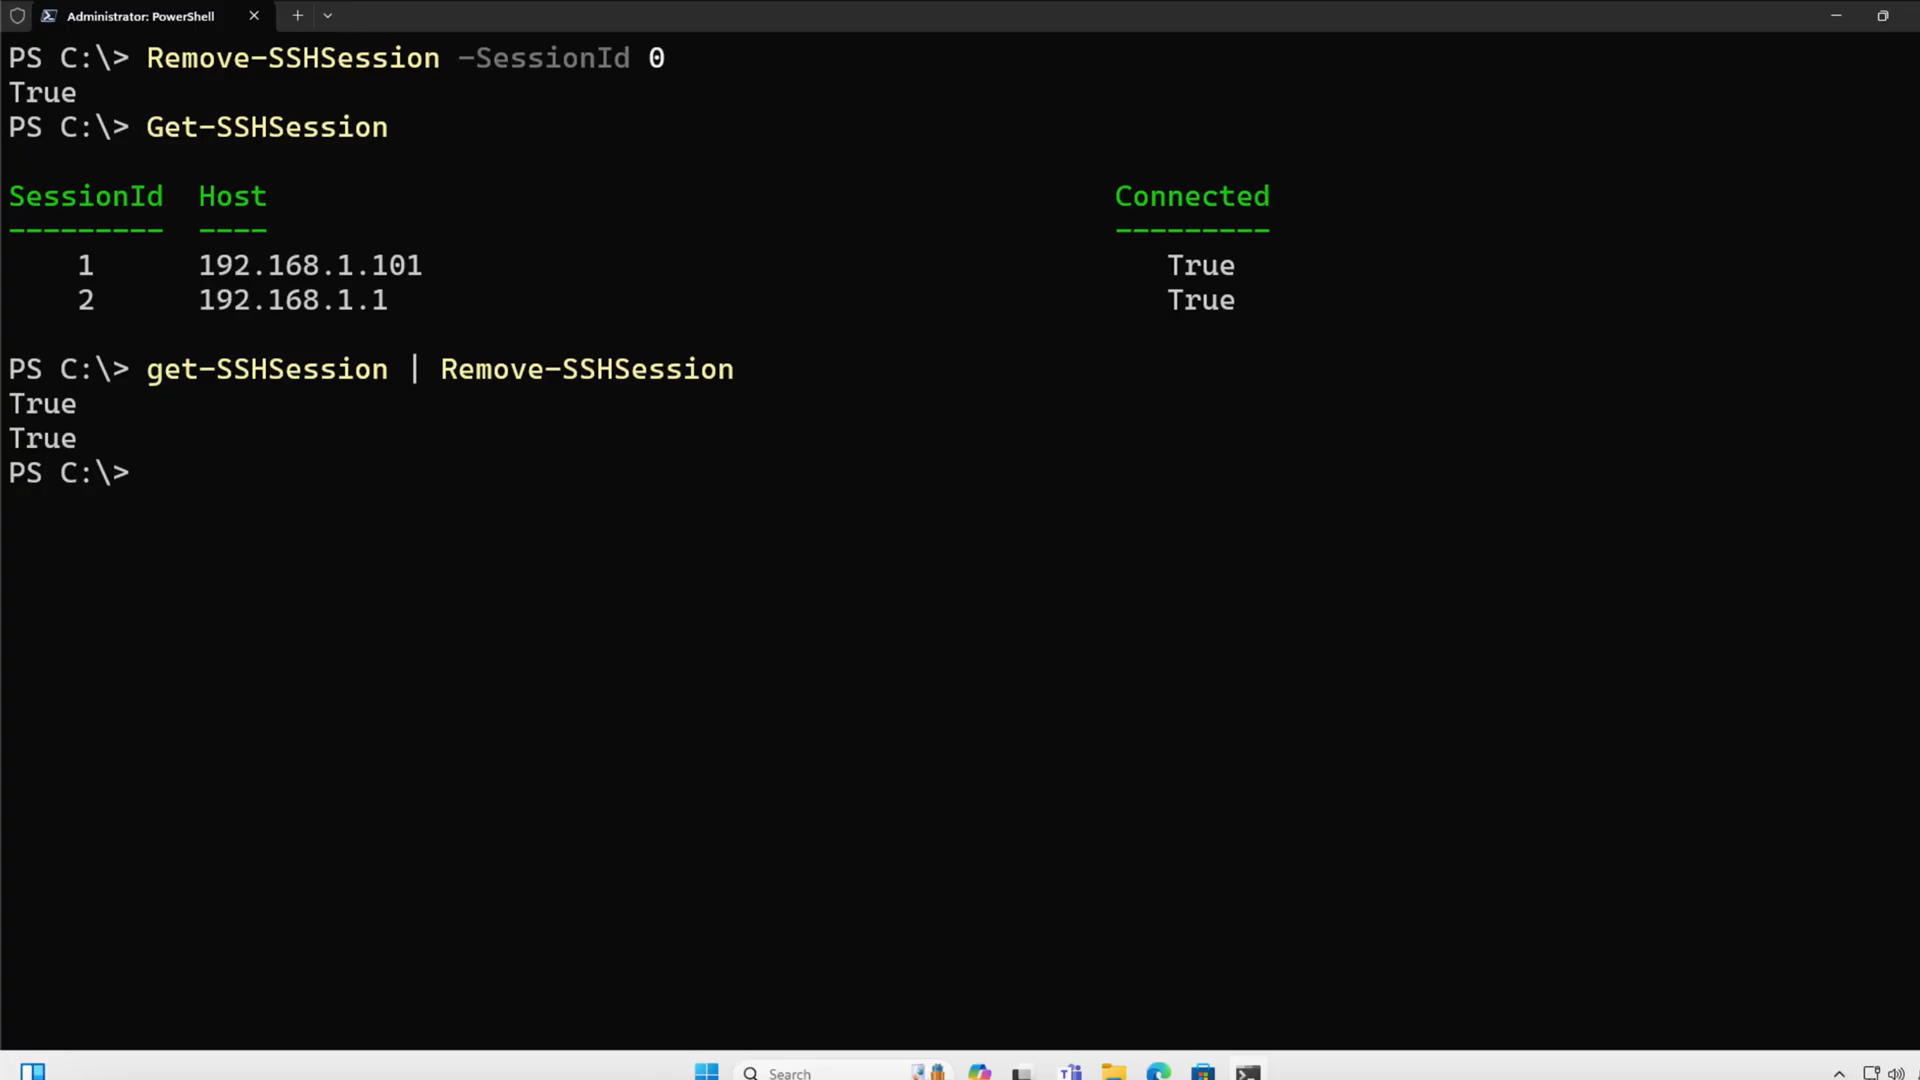 Administrator: PowerShell
PS C:\> Remove-SSHSession -SessionId 0
True
PS C:\> Get-SSHSession
SessionId  Host  Connected
---------  ----  ---------
1  192.168.1.101  True
2  192.168.1.1  True
PS C:\> get-SSHSession | Remove-SSHSession
True
True
PS C:\>
Search